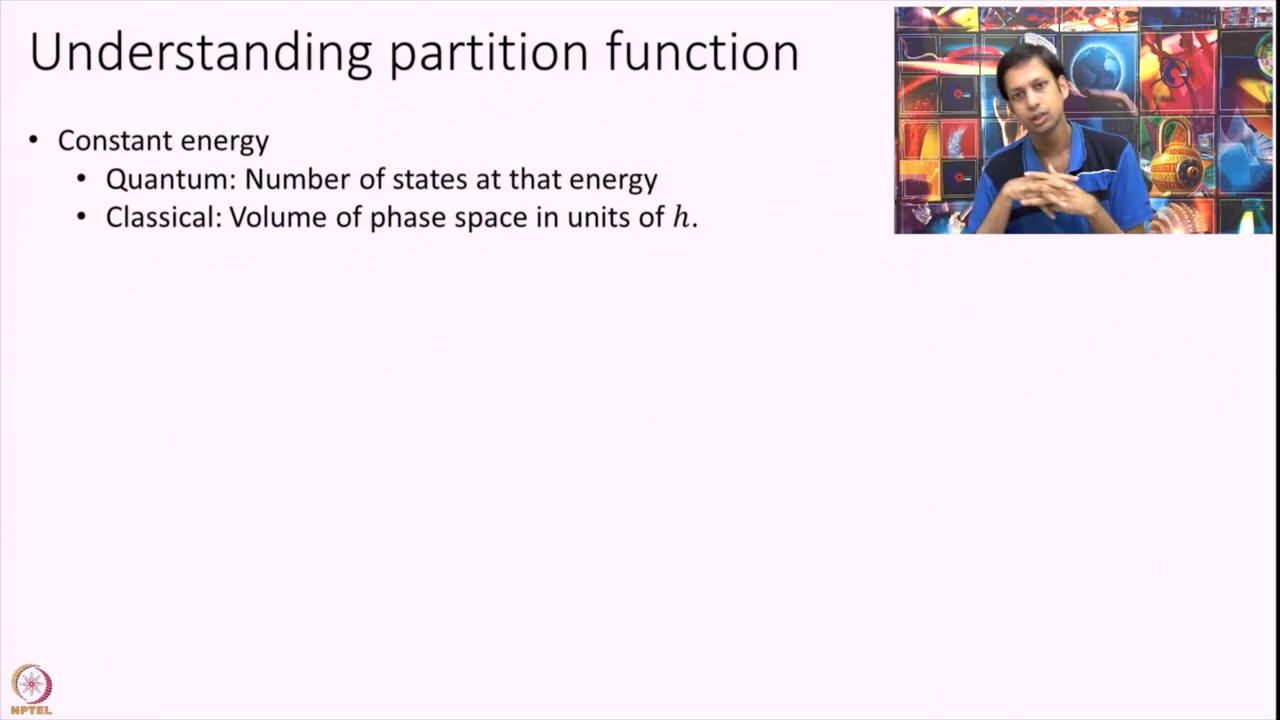 Understanding partition function
• Constant energy
• Quantum: Number of states at that energy
• Classical: Volume of phase space in units of h.
NPTEL